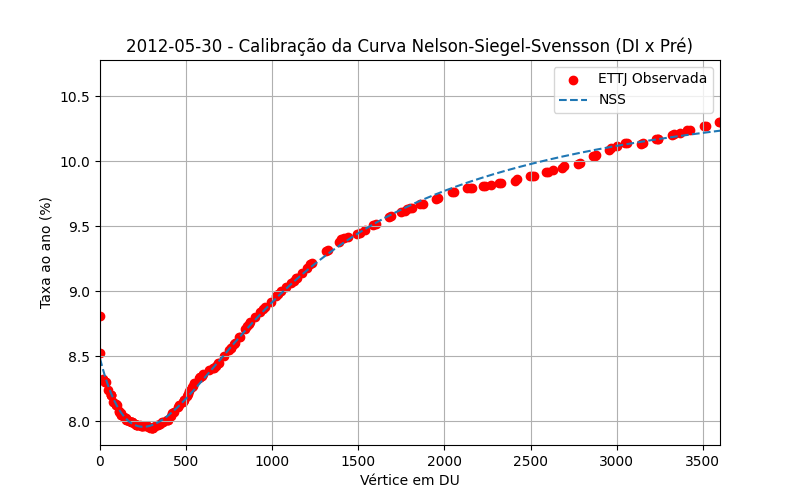 2012-05-30 - Calibração da Curva Nelson-Siegel-Svensson (DI x Pré)
ETTJ Observada
NSS
Taxa ao ano (%)
10.5
10.0
9.5
9.0
8.5
8.0
0 500 1000 1500 2000 2500 3000 3500
Vértice em DU